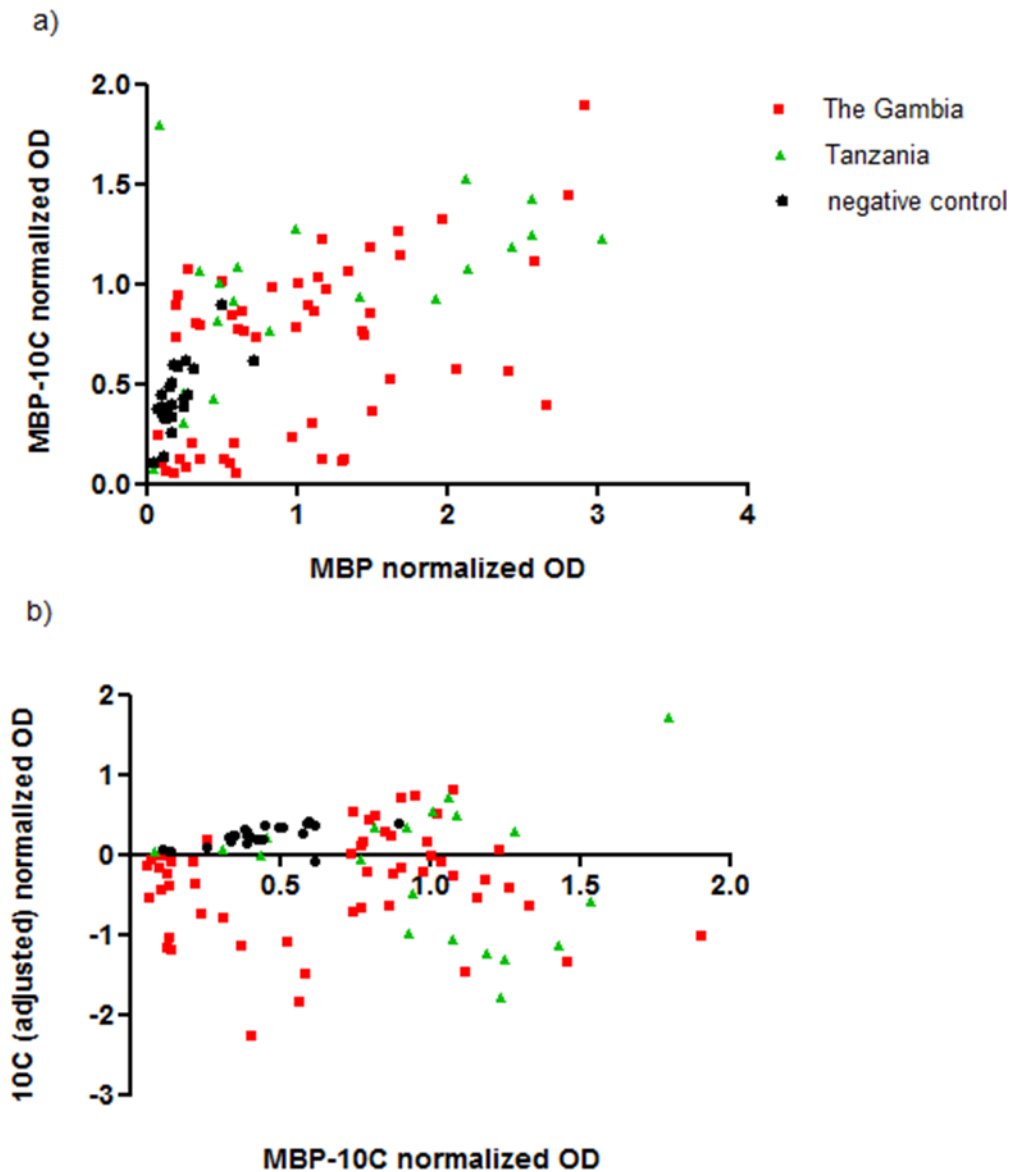 a)
2.0
1.5
1.0
0.5
0.0
MBP-10C normalized OD
0
1
2
3
4
MBP normalized OD
The Gambia
Tanzania
negative control
b)
2
1
0
-1
-2
-3
10C (adjusted) normalized OD
0.5
1.0
1.5
2.0
MBP-10C normalized OD